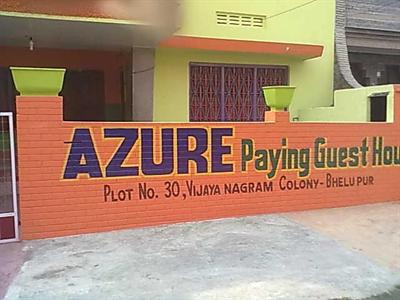 AZURE Paying Guest Hou
PLOT NO. 30, VIJAYA NAGRAM COLONY-BHELUPUR